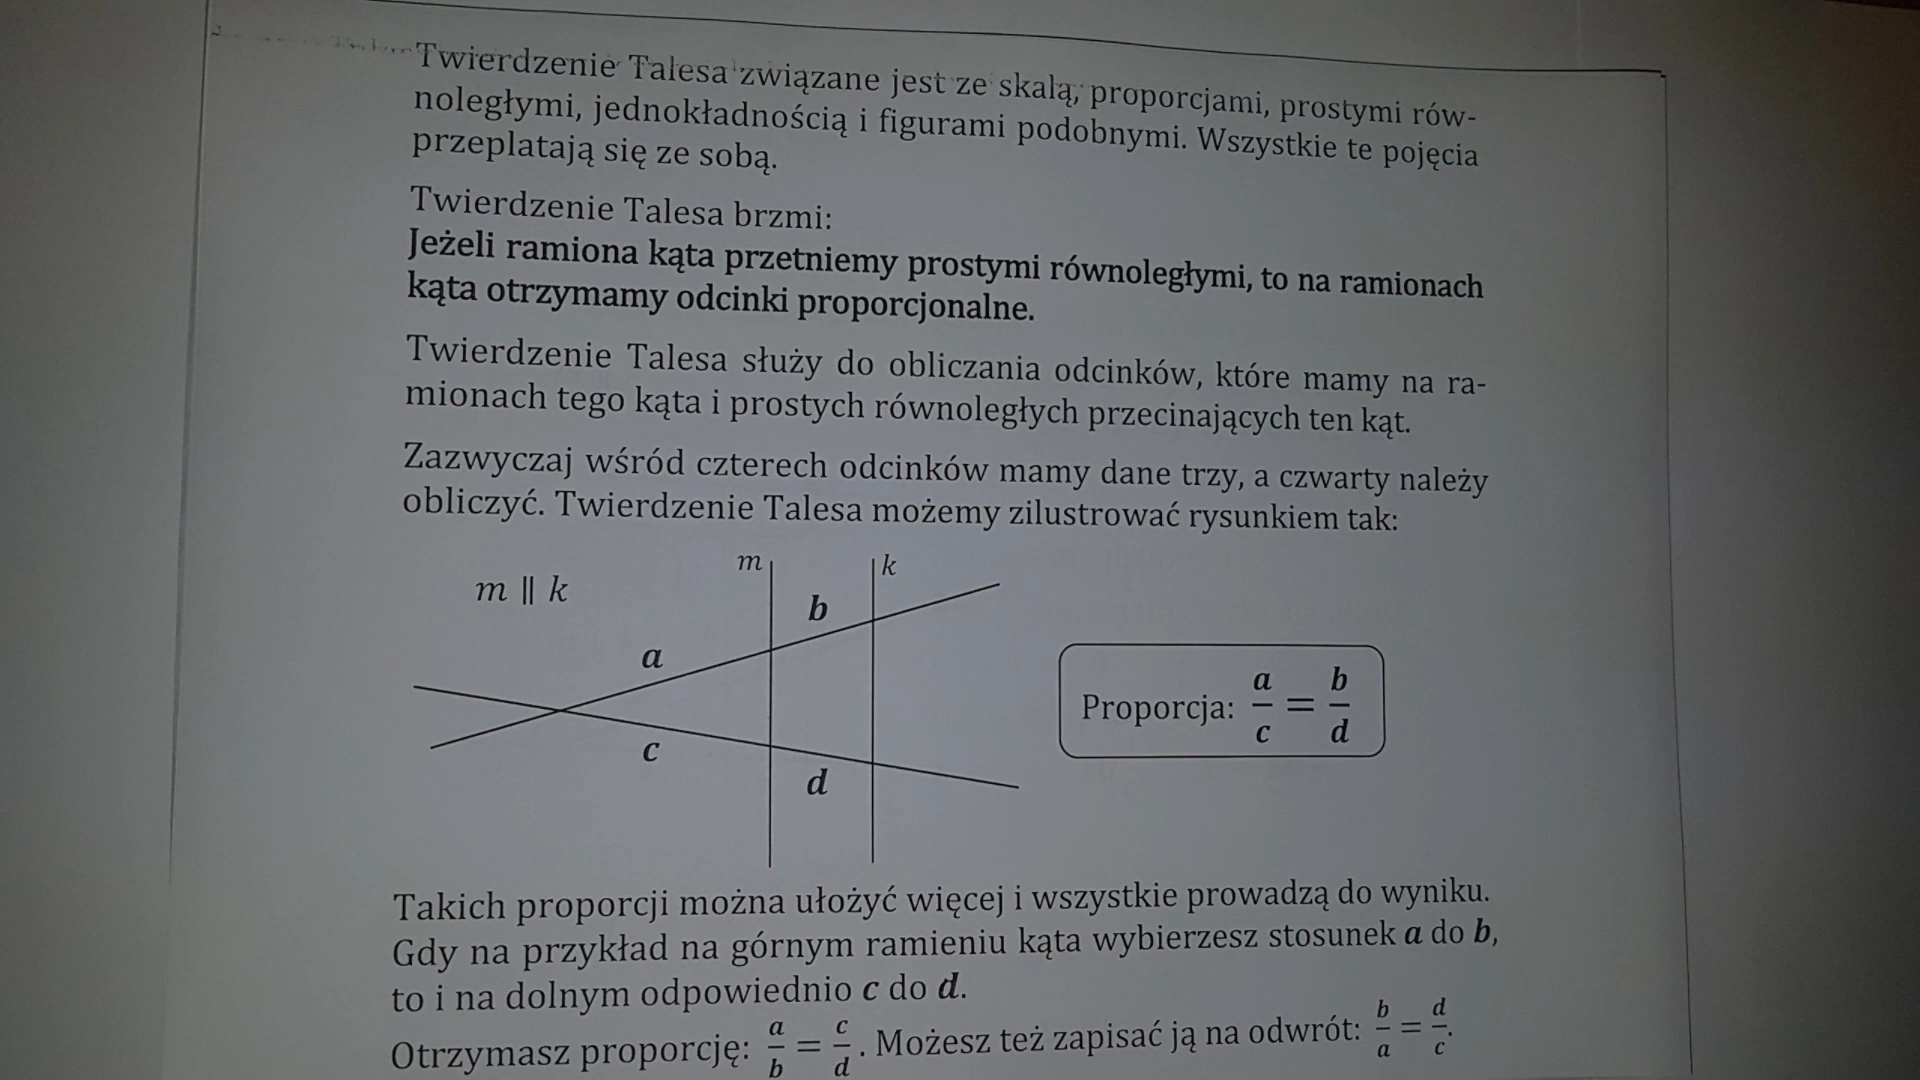 Twierdzenie Talesa związane jest ze skalą, proporcjami, prostymi rów-
noległymi, jednokładnością i figurami podobnymi. Wszystkie te pojęcia
przeplatają się ze sobą.
Twierdzenie Talesa brzmi:
Jeżeli ramiona kąta przetniemy prostymi równoległymi, to na ramionach
kąta otrzymamy odcinki proporcjonalne.
Twierdzenie Talesa służy do obliczania odcinków, które mamy na ra-
mionach tego kąta i prostych równoległych przecinających ten kąt.
Zazwyczaj wśród czterech odcinków mamy dane trzy, a czwarty należy
obliczyć. Twierdzenie Talesa możemy zilustrować rysunkiem tak:
m ∥ k
m
k
b
a
c
d
Proporcja: a/c = b/d
Takich proporcji można ułożyć więcej i wszystkie prowadzą do wyniku.
Gdy na przykład na górnym ramieniu kąta wybierzesz stosunek a do b,
to i na dolnym odpowiednio c do d.
Otrzymasz proporcję: a/b = c/d. Możesz też zapisać ją na odwrót: b/a = d/c.